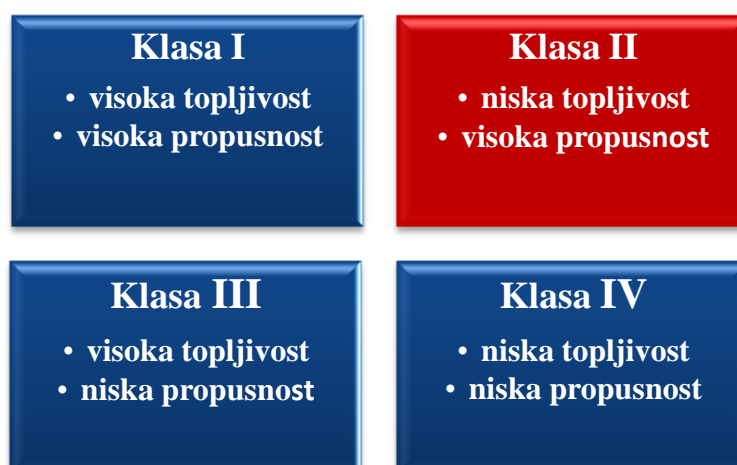 Klasa I
• visoka topljivost
• visoka propusnost
Klasa II
• niska topljivost
• visoka propusnost
Klasa III
• visoka topljivost
• niska propusnost
Klasa IV
• niska topljivost
• niska propusnost